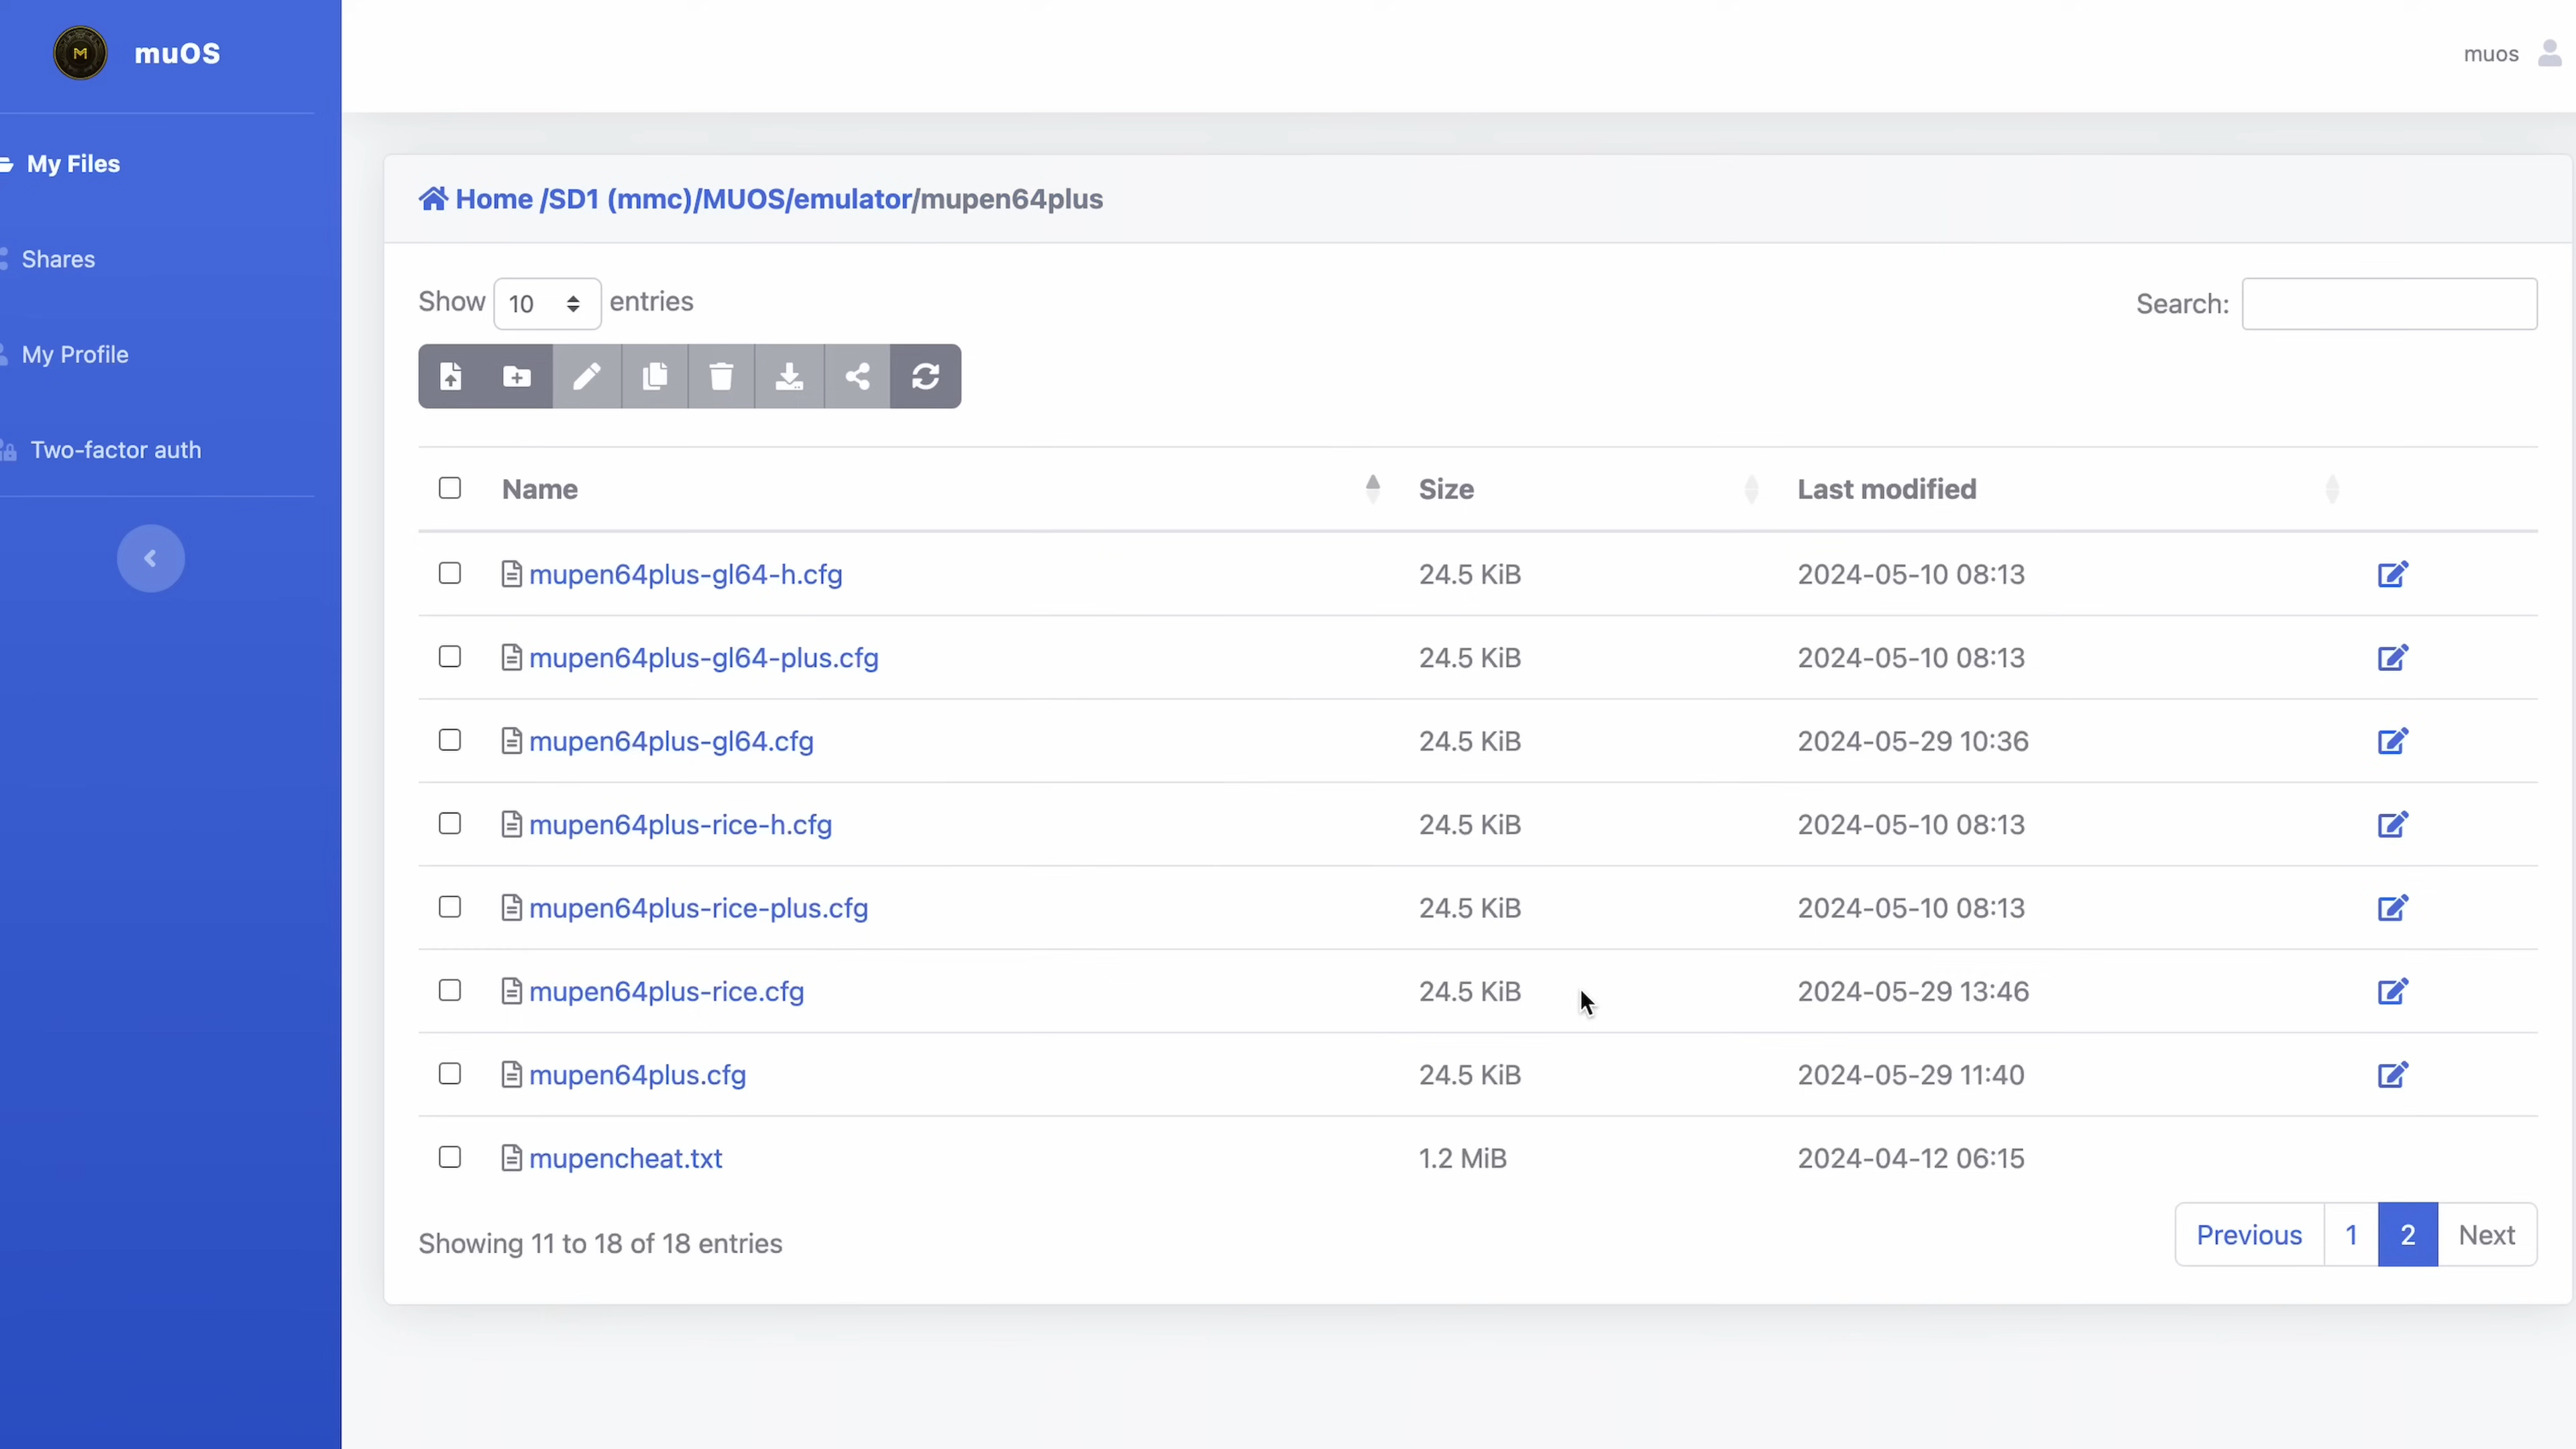 muOS
muos
My Files
Shares
My Profile
Two-factor auth
Home /SD1 (mmc)/MUOS/emulator/mupen64plus
Show 10 entries
Search:
Name Size Last modified
mupen64plus-gl64-h.cfg 24.5 KiB 2024-05-10 08:13
mupen64plus-gl64-plus.cfg 24.5 KiB 2024-05-10 08:13
mupen64plus-gl64.cfg 24.5 KiB 2024-05-29 10:36
mupen64plus-rice-h.cfg 24.5 KiB 2024-05-10 08:13
mupen64plus-rice-plus.cfg 24.5 KiB 2024-05-10 08:13
mupen64plus-rice.cfg 24.5 KiB 2024-05-29 13:46
mupen64plus.cfg 24.5 KiB 2024-05-29 11:40
mupencheat.txt 1.2 MiB 2024-04-12 06:15
Showing 11 to 18 of 18 entries
Previous 1 2 Next